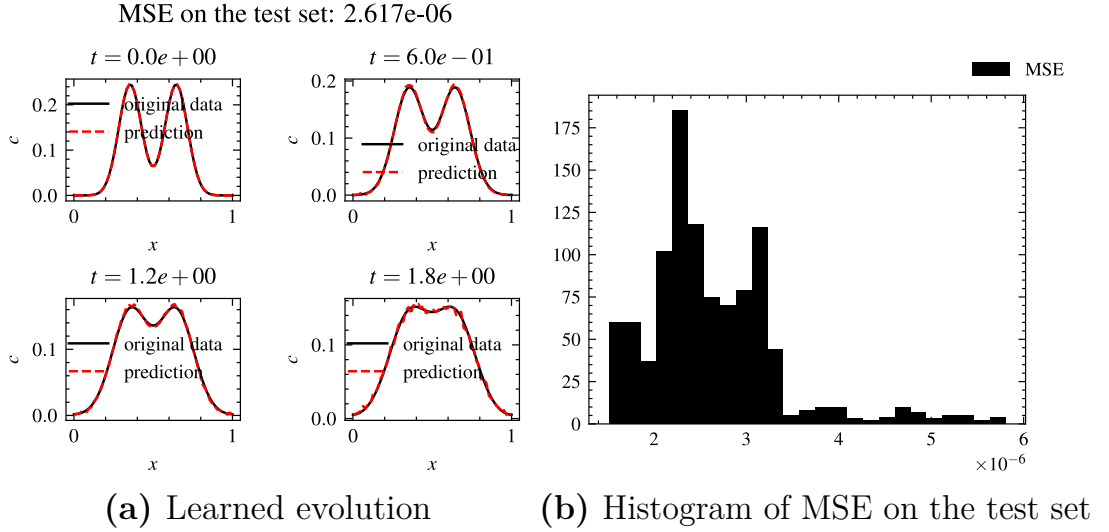 MSE on the test set: 2.617e-06
t = 0.0e + 00
0.2
0.1
0.0
c
original data
prediction
0
1
x
t = 6.0e − 01
0.2
0.1
0.0
c
original data
prediction
0
1
x
t = 1.2e + 00
0.1
0.0
c
original data
prediction
0
1
x
t = 1.8e + 00
0.1
0.0
c
original data
prediction
0
1
x
(a) Learned evolution
MSE
175
150
125
100
75
50
25
0
2
3
4
5
6
×10⁻⁶
(b) Histogram of MSE on the test set